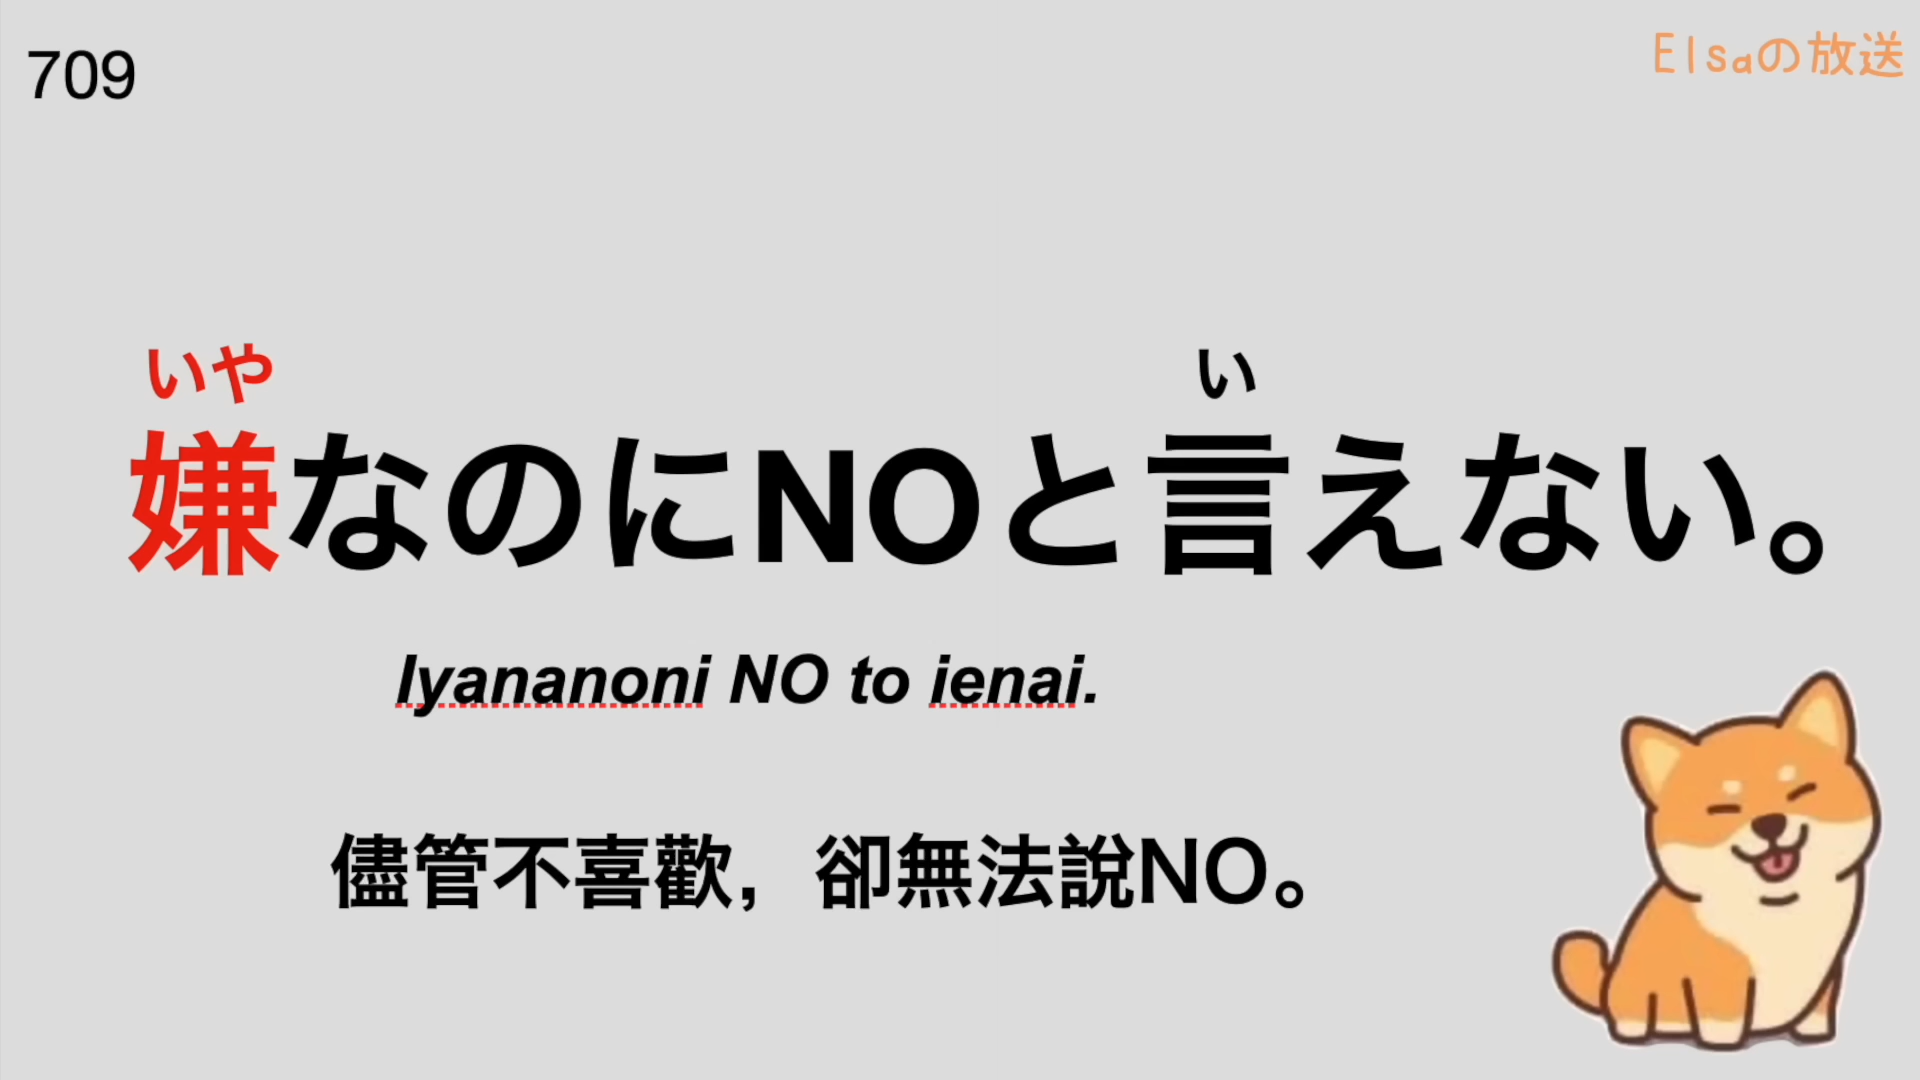 709
Elsaの放送
いや い
嫌なのにNOと言えない。
Iyananoni NO to ienai.
儘管不喜歡，卻無法說NO。